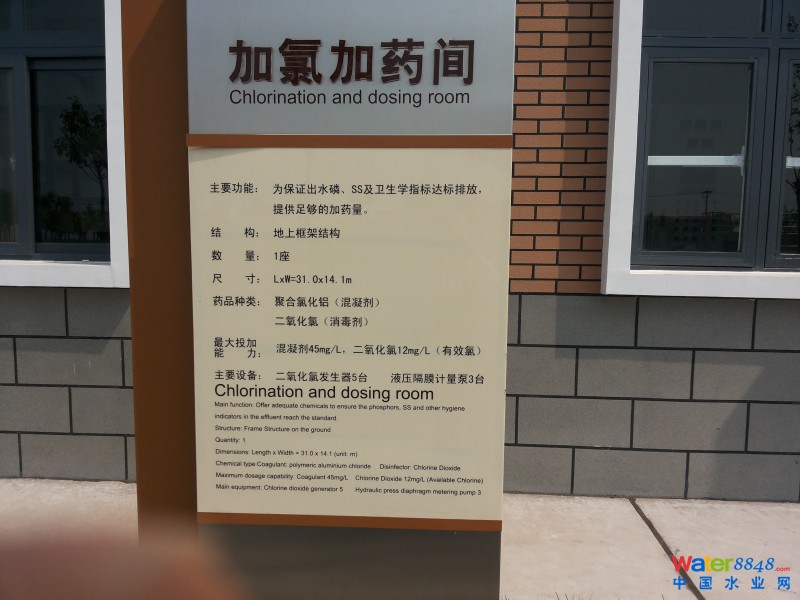 加氯加药间
Chlorination and dosing room
主要功能： 为保证出水磷、SS及卫生学指标达标排放，
提供足够的加药量。
结 构： 地上框架结构
数 量： 1座
尺 寸： LxW=31.0x14.1m
药品种类： 聚合氯化铝（混凝剂）
二氧化氯（消毒剂）
最大投加
能 力： 混凝剂45mg/L，二氧化氯12mg/L（有效氯）
主要设备： 二氧化氯发生器5台 液压隔膜计量泵3台
Chlorination and dosing room
Main function: Offer adequate chemicals to ensure the phosphors, SS and other hygiene
indicators in the effluent reach the standard.
Structure: Frame Structure on the ground
Quantity: 1
Dimensions: Length x Width = 31.0 x 14.1 (unit: m)
Chemical type:Coagulant: polymeric aluminium chloride Disinfector: Chlorine Dioxide
Maximum dosage capability: Coagulant 45mg/L Chlorine Dioxide 12mg/L (Available Chlorine)
Main equipment: Chlorine dioxide generator 5 Hydraulic press diaphragm metering pump 3
Water8848.com
中国水业网